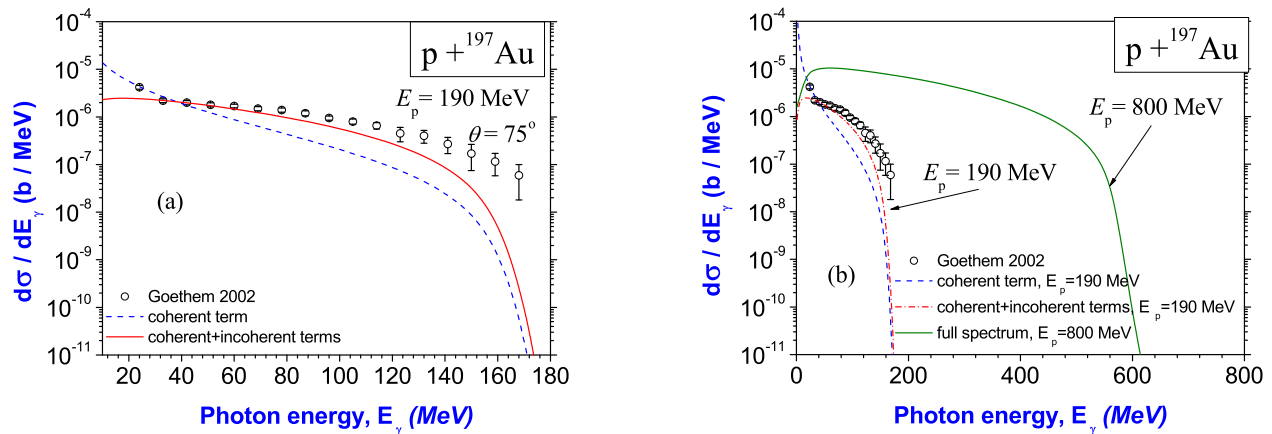 p + ¹⁹⁷Au
E_p = 190 MeV
θ = 75°
(a)
Goethem 2002
coherent term
coherent+incoherent terms
10⁻⁴
10⁻⁵
10⁻⁶
10⁻⁷
10⁻⁸
10⁻⁹
10⁻¹⁰
10⁻¹¹
20 40 60 80 100 120 140 160 180
Photon energy, E_γ (MeV)
dσ / dE_γ (b / MeV)
p + ¹⁹⁷Au
E_p = 800 MeV
E_p = 190 MeV
(b)
Goethem 2002
coherent term, E_p=190 MeV
coherent+incoherent terms, E_p=190 MeV
full spectrum, E_p=800 MeV
10⁻⁴
10⁻⁵
10⁻⁶
10⁻⁷
10⁻⁸
10⁻⁹
10⁻¹⁰
10⁻¹¹
0 200 400 600 800
Photon energy, E_γ (MeV)
dσ / dE_γ (b / MeV)